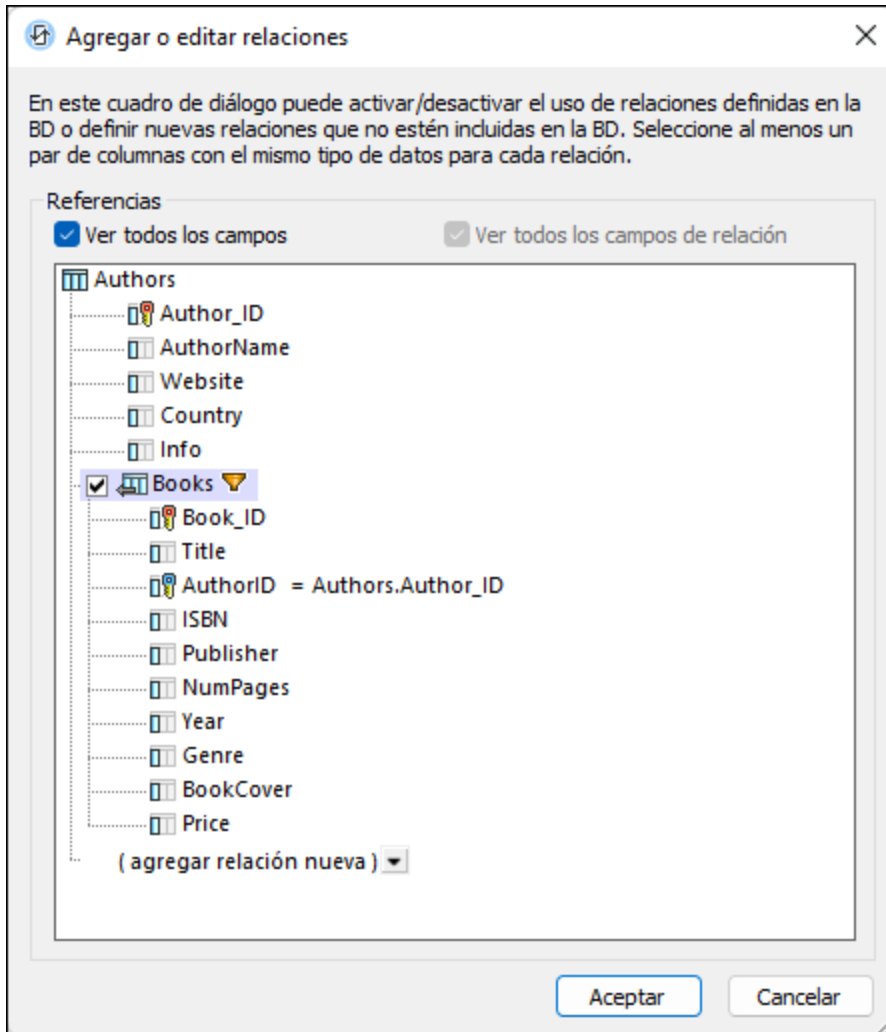 Agregar o editar relaciones
En este cuadro de diálogo puede activar/desactivar el uso de relaciones definidas en la
BD o definir nuevas relaciones que no estén incluidas en la BD. Seleccione al menos un
par de columnas con el mismo tipo de datos para cada relación.
Referencias
Ver todos los campos
Ver todos los campos de relación
Authors
Author_ID
AuthorName
Website
Country
Info
Books
Book_ID
Title
AuthorID = Authors.Author_ID
ISBN
Publisher
NumPages
Year
Genre
BookCover
Price
( agregar relación nueva )
Aceptar
Cancelar